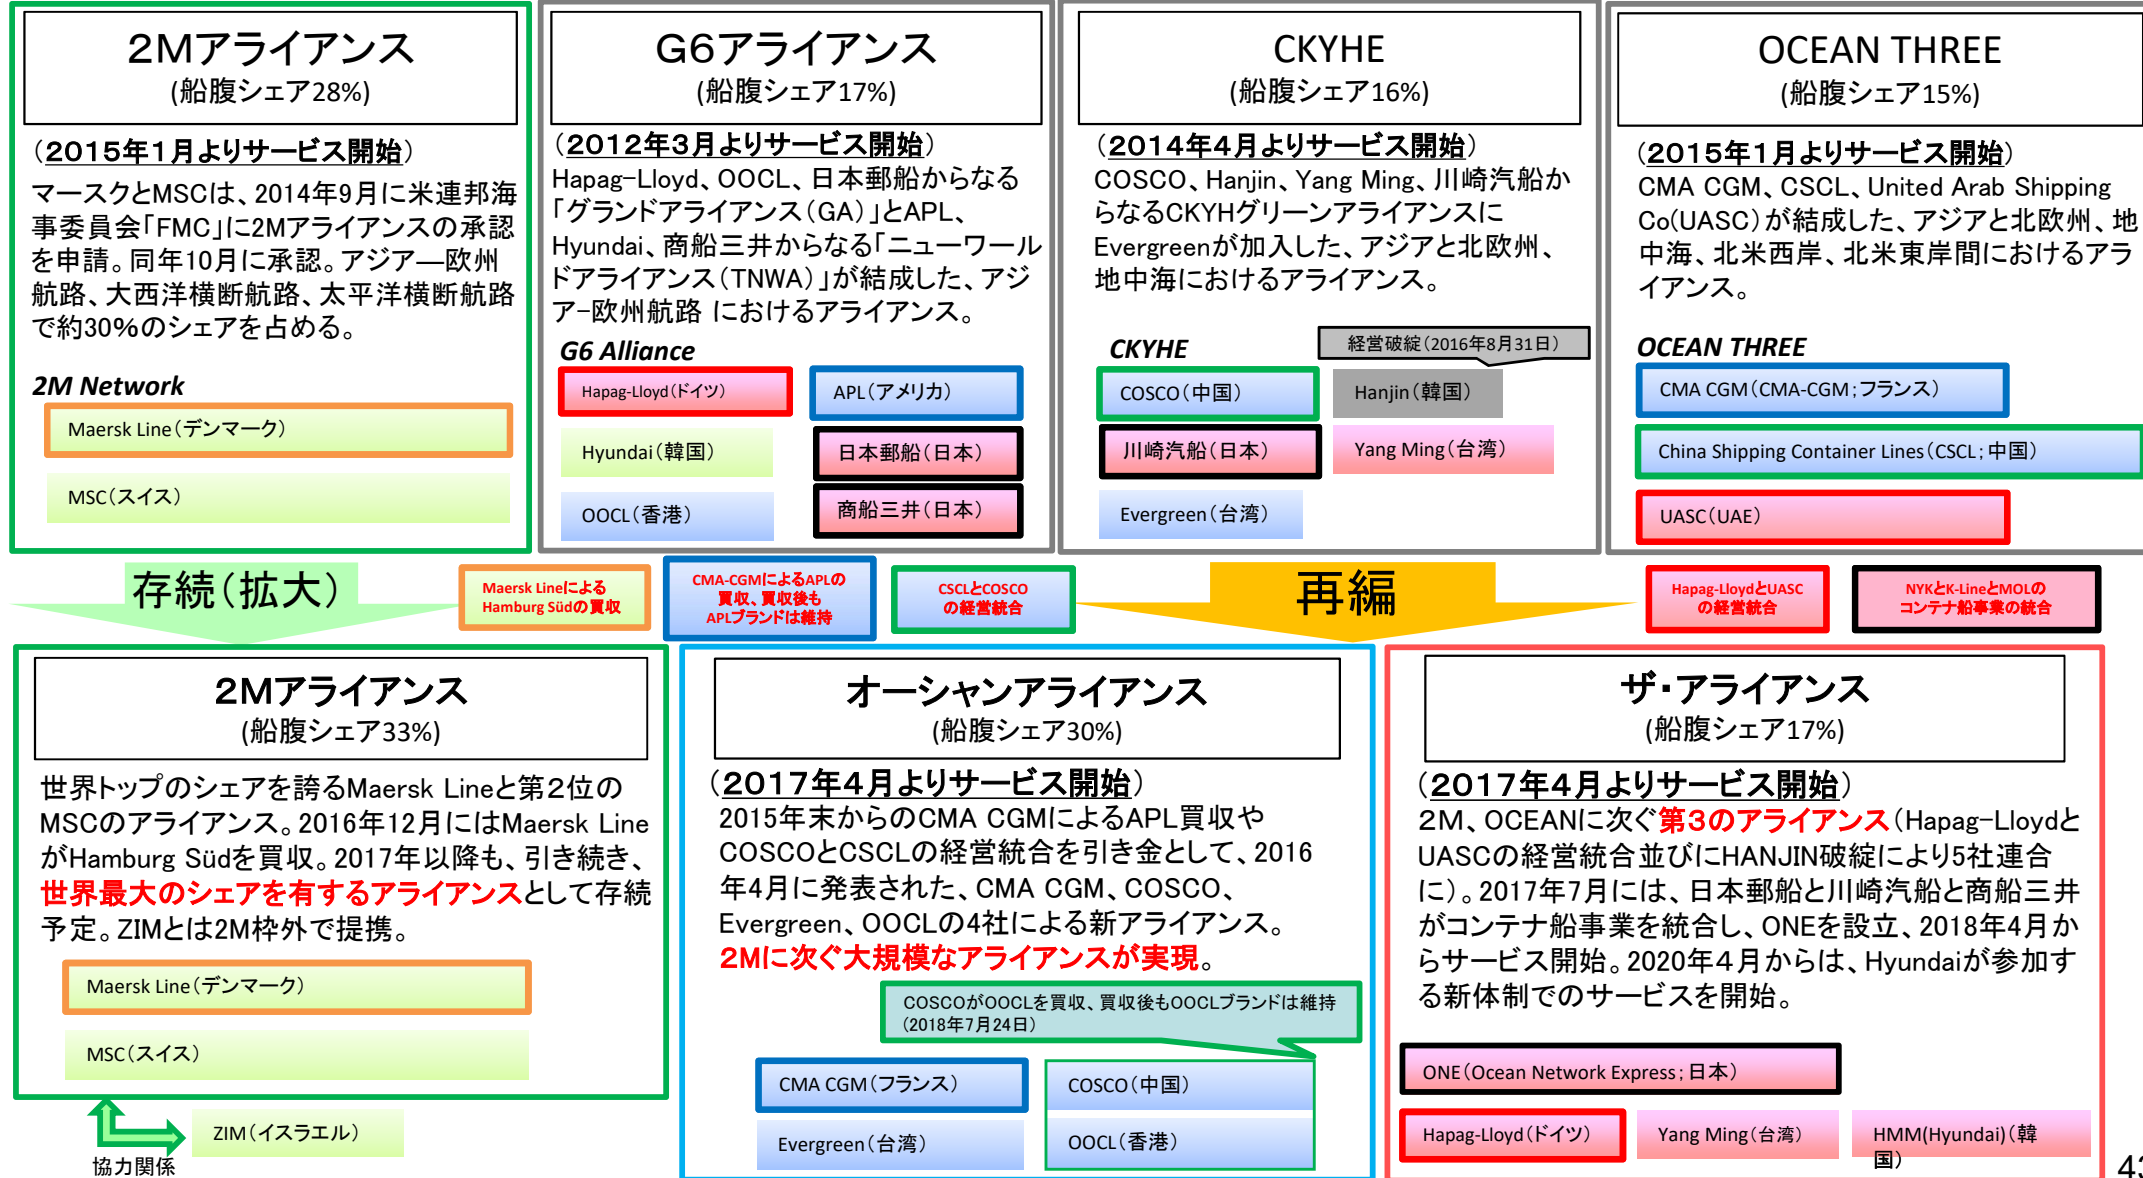 2Mアライアンス
(船腹シェア28%)
(2015年1月よりサービス開始)
マースクとMSCは、2014年9月に米連邦海
事委員会「FMC」に2Mアライアンスの承認
を申請。同年10月に承認。アジア―欧州
航路、大西洋横断航路、太平洋横断航路
で約30%のシェアを占める。
2M Network
Maersk Line(デンマーク)
MSC(スイス)
G6アライアンス
(船腹シェア17%)
(2012年3月よりサービス開始)
Hapag-Lloyd、OOCL、日本郵船からなる
「グランドアライアンス(GA)」とAPL、
Hyundai、商船三井からなる「ニューワール
ドアライアンス(TNWA)」が結成した、アジ
ア-欧州航路 におけるアライアンス。
G6 Alliance
Hapag-Lloyd(ドイツ)
APL(アメリカ)
Hyundai(韓国)
日本郵船(日本)
OOCL(香港)
商船三井(日本)
CKYHE
(船腹シェア16%)
(2014年4月よりサービス開始)
COSCO、Hanjin、Yang Ming、川崎汽船か
らなるCKYHグリーンアライアンスに
Evergreenが加入した、アジアと北欧州、
地中海におけるアライアンス。
経営破綻(2016年8月31日)
CKYHE
COSCO(中国)
Hanjin(韓国)
川崎汽船(日本)
Yang Ming(台湾)
Evergreen(台湾)
OCEAN THREE
(船腹シェア15%)
(2015年1月よりサービス開始)
CMA CGM、CSCL、United Arab Shipping
Co(UASC)が結成した、アジアと北欧州、地
中海、北米西岸、北米東岸間におけるアラ
イアンス。
OCEAN THREE
CMA CGM(CMA-CGM;フランス)
China Shipping Container Lines(CSCL;中国)
UASC(UAE)
存続(拡大)
Maersk Lineによる
Hamburg Südの買収
CMA-CGMによるAPLの
買収、買収後も
APLブランドは維持
CSCLとCOSCO
の経営統合
再編
Hapag-LloydとUASC
の経営統合
NYKとK-LineとMOLの
コンテナ船事業の統合
2Mアライアンス
(船腹シェア33%)
世界トップのシェアを誇るMaersk Lineと第2位の
MSCのアライアンス。2016年12月にはMaersk Line
がHamburg Südを買収。2017年以降も、引き続き、
世界最大のシェアを有するアライアンスとして存続
予定。ZIMとは2M枠外で提携。
Maersk Line(デンマーク)
MSC(スイス)
ZIM(イスラエル)
協力関係
オーシャンアライアンス
(船腹シェア30%)
(2017年4月よりサービス開始)
2015年末からのCMA CGMによるAPL買収や
COSCOとCSCLの経営統合を引き金として、2016
年4月に発表された、CMA CGM、COSCO、
Evergreen、OOCLの4社による新アライアンス。
2Mに次ぐ大規模なアライアンスが実現。
COSCOがOOCLを買収、買収後もOOCLブランドは維持
(2018年7月24日)
CMA CGM(フランス)
COSCO(中国)
Evergreen(台湾)
OOCL(香港)
ザ・アライアンス
(船腹シェア17%)
(2017年4月よりサービス開始)
2M、OCEANに次ぐ第3のアライアンス(Hapag-Lloydと
UASCの経営統合並びにHANJIN破綻により5社連合
に)。2017年7月には、日本郵船と川崎汽船と商船三井
がコンテナ船事業を統合し、ONEを設立、2018年4月か
らサービス開始。2020年4月からは、Hyundaiが参加す
る新体制でのサービスを開始。
ONE(Ocean Network Express;日本)
Hapag-Lloyd(ドイツ)
Yang Ming(台湾)
HMM(Hyundai)(韓
国)
43